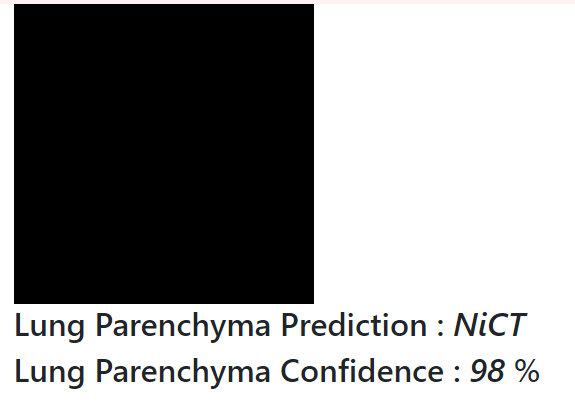 Lung Parenchyma Prediction : NiCT
Lung Parenchyma Confidence : 98 %